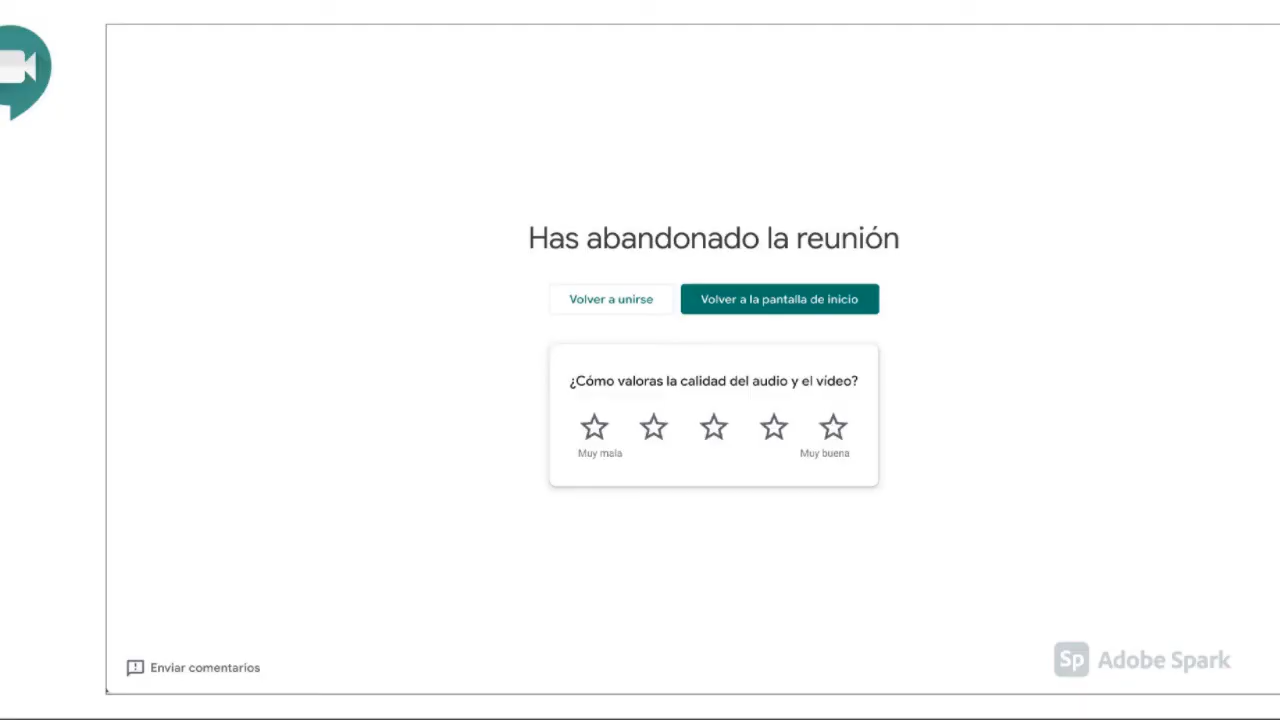 Has abandonado la reunión
Volver a unirse
Volver a la pantalla de inicio
¿Cómo valoras la calidad del audio y el vídeo?
Muy mala
Muy buena
Enviar comentarios
Sp Adobe Spark